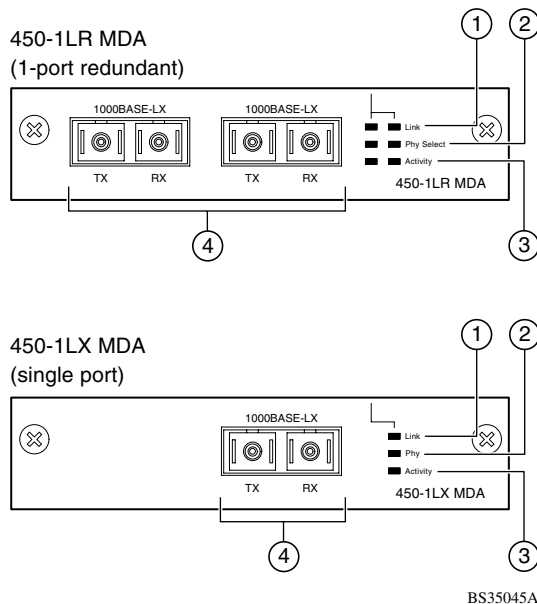 450-1LR MDA
(1-port redundant)
1
2
1000BASE-LX
1000BASE-LX
Link
Phy Select
Activity
TX
RX
TX
RX
450-1LR MDA
4
3
450-1LX MDA
(single port)
1
2
1000BASE-LX
Link
Phy
Activity
TX
RX
450-1LX MDA
4
3
BS35045A